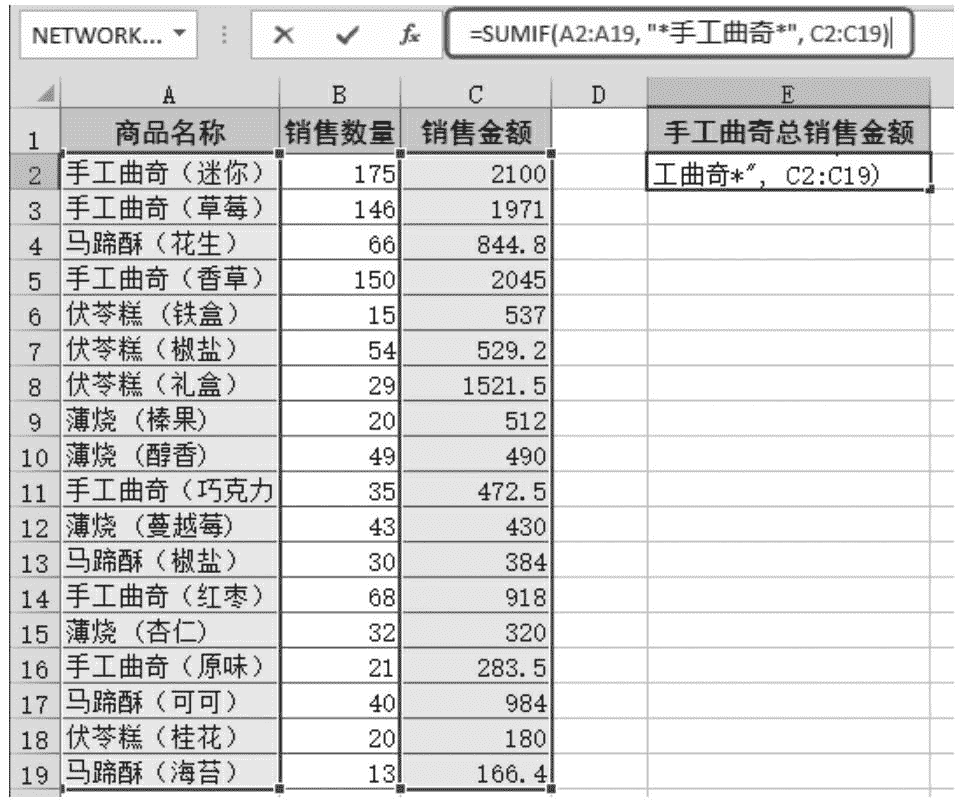 NETWORK... =SUMIF(A2:A19, "*手工曲奇*", C2:C19)
A B C D E
1 商品名称 销售数量 销售金额 手工曲奇总销售金额
2 手工曲奇（迷你） 175 2100 工曲奇*", C2:C19)
3 手工曲奇（草莓） 146 1971
4 马蹄酥（花生） 66 844.8
5 手工曲奇（香草） 150 2045
6 伏苓糕（铁盒） 15 537
7 伏苓糕（椒盐） 54 529.2
8 伏苓糕（礼盒） 29 1521.5
9 薄烧（榛果） 20 512
10 薄烧（醇香） 49 490
11 手工曲奇（巧克力 35 472.5
12 薄烧（蔓越莓） 43 430
13 马蹄酥（椒盐） 30 384
14 手工曲奇（红枣） 68 918
15 薄烧（杏仁） 32 320
16 手工曲奇（原味） 21 283.5
17 马蹄酥（可可） 40 984
18 伏苓糕（桂花） 20 180
19 马蹄酥（海苔） 13 166.4